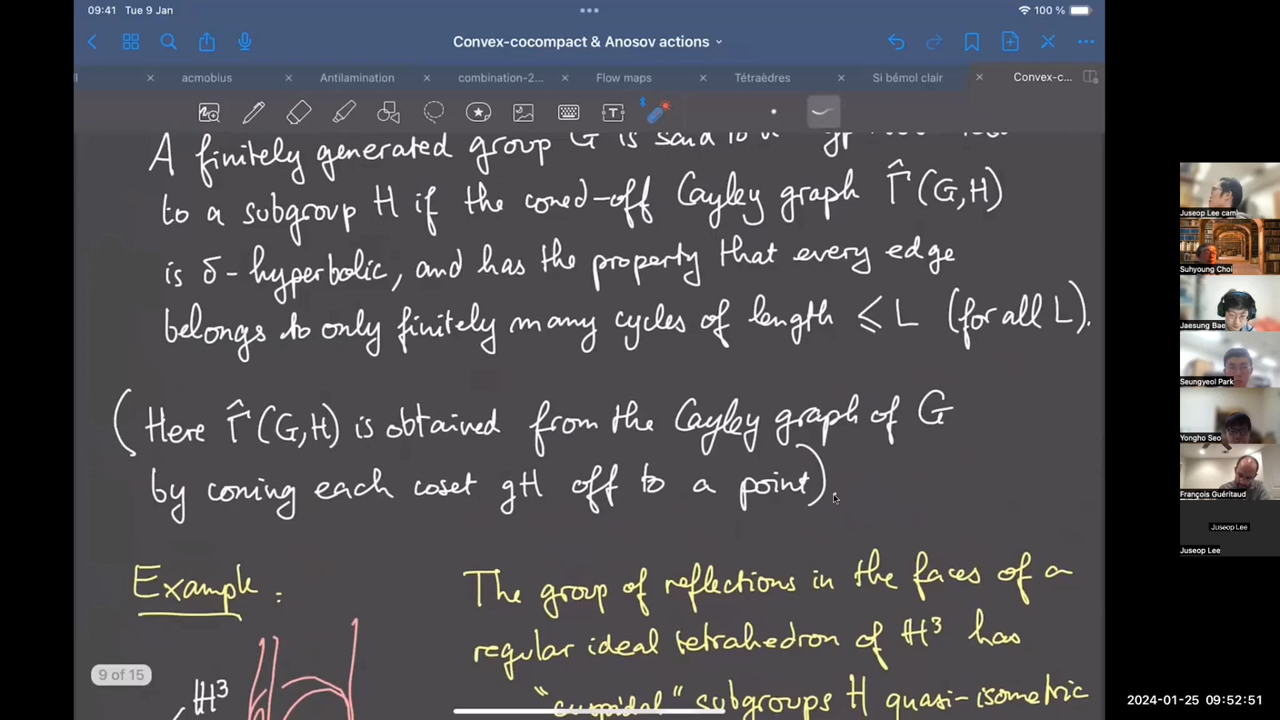 09:41 Tue 9 Jan
100 %
Convex-cocompact & Anosov actions
acmobius
Antilamination
combination-2...
Flow maps
Tétraèdres
Si bémol clair
Convex-c...
A finitely generated group G is said to
to a subgroup H if the coned-off Cayley graph Γ̂(G,H)
is δ-hyperbolic, and has the property that every edge
belongs to only finitely many cycles of length ⩽ L (for all L).
(Here Γ̂(G,H) is obtained from the Cayley graph of G
by coning each coset gH off to a point).
Example:
The group of reflections in the faces of a
regular ideal tetrahedron of H³ has
"cuspidal" subgroups H quasi-isometric
H³
9 of 15
Juseop Lee cam
Suhyoung Choi
Jaesung Bae
Seungyeol Park
Yongho Seo
François Guéritaud
Juseop Lee
Juseop Lee
2024-01-25 09:52:51